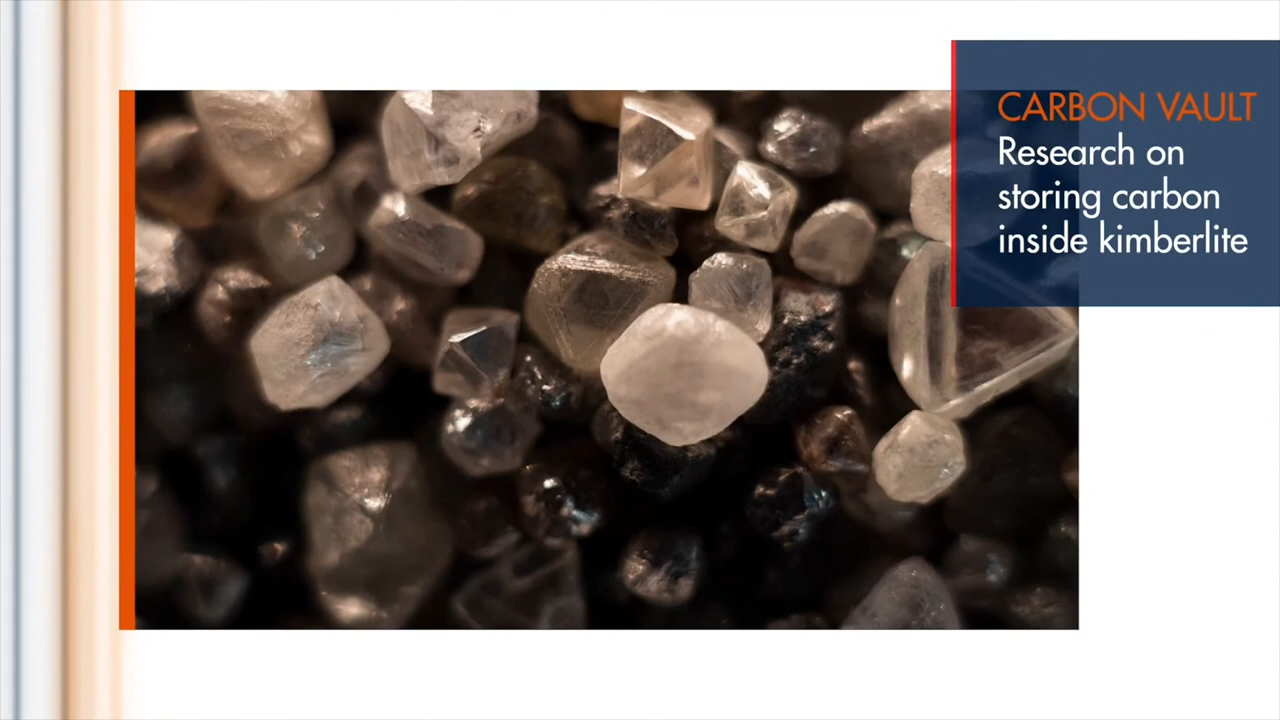 CARBON VAULT
Research on
storing carbon
inside kimberlite